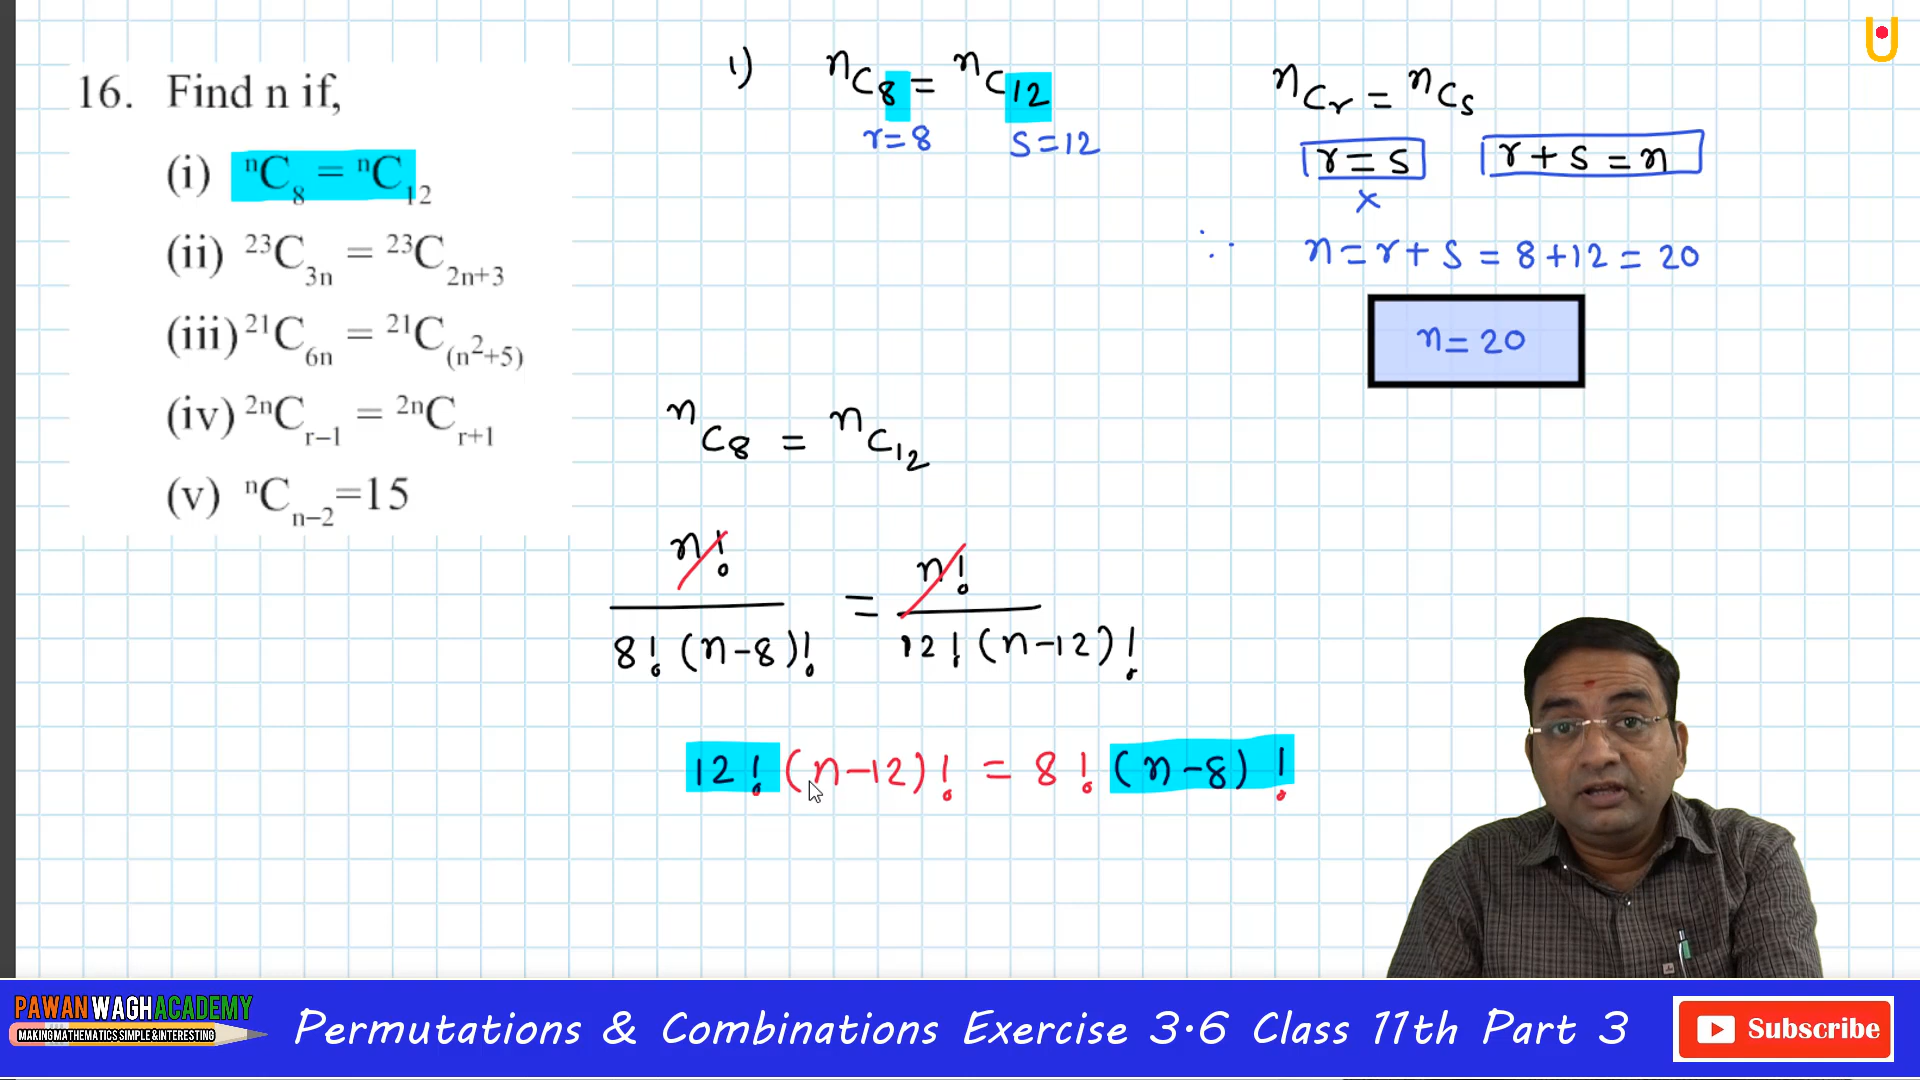 16. Find n if,
(i) ⁿC₈ = ⁿC₁₂
(ii) ²³C₃ₙ = ²³C₂ₙ₊₃
(iii) ²¹C₆ₙ = ²¹C₍ₙ²₊₅₎
(iv) ²ⁿCᵣ₋₁ = ²ⁿCᵣ₊₁
(v) ⁿCₙ₋₂=15
1) ⁿC₈ = ⁿC₁₂
r=8 s=12
ⁿCᵣ = ⁿCₛ
r = s r + s = n
×
∵ n = r + s = 8+12 = 20
n = 20
ⁿC₈ = ⁿC₁₂
n! / 8!(n-8)! = n! / 12!(n-12)!
12!(n-12)! = 8!(n-8)!
PAWAN WAGH ACADEMY
MAKING MATHEMATICS SIMPLE & INTERESTING
Permutations & Combinations Exercise 3.6 Class 11th Part 3
Subscribe